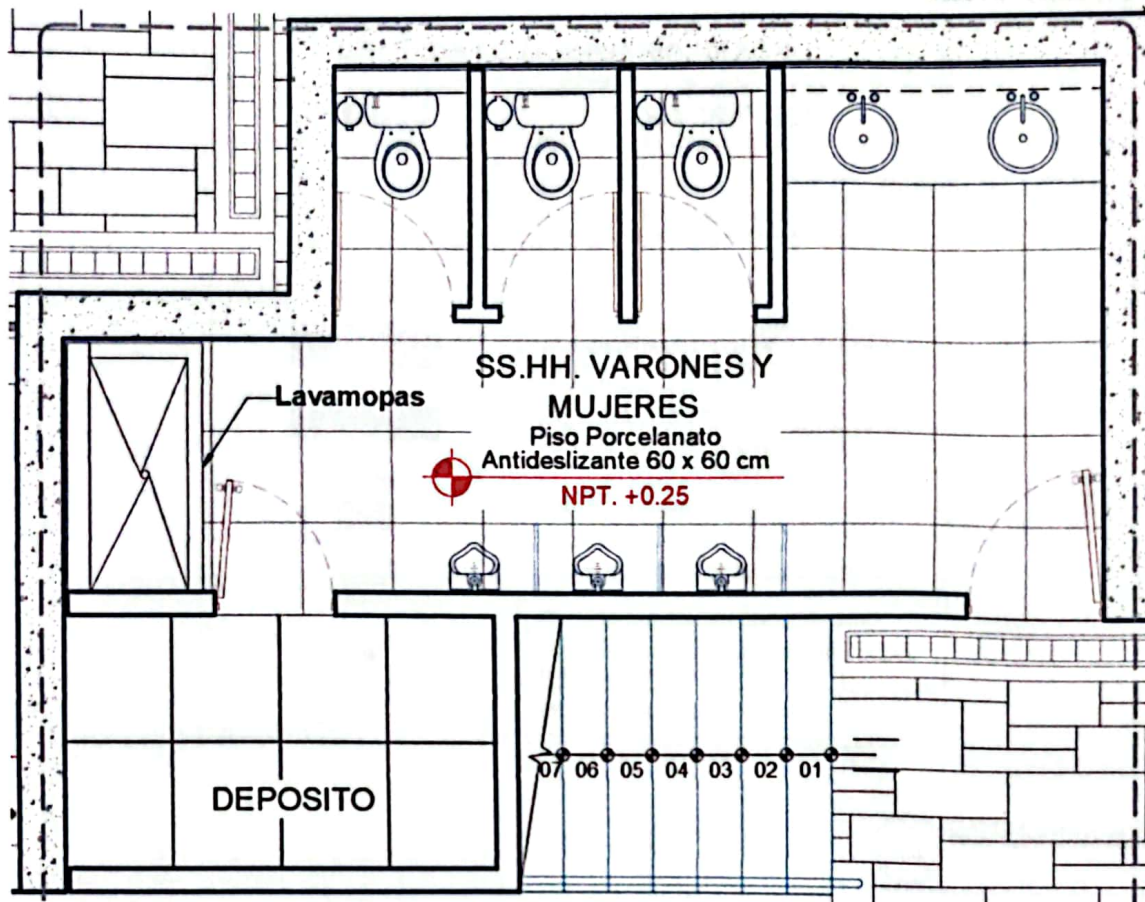 SS.HH. VARONES Y
MUJERES
Piso Porcelanato
Antideslizante 60 x 60 cm
NPT. +0.25
Lavamopas
07 06 05 04 03 02 01
DEPOSITO